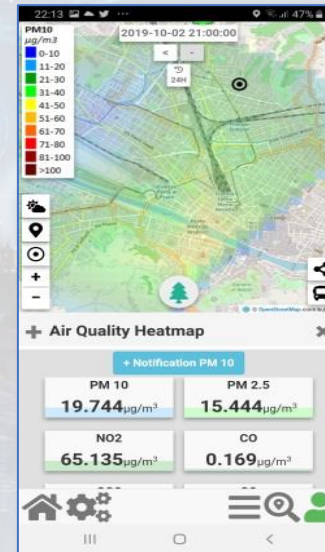 22:13
47%
PM10
µg/m3
0-10
11-20
21-30
31-40
41-50
51-60
61-70
71-80
81-100
>100
2019-10-02 21:00:00
<
-
24H
+
-
© OpenStreetMap contribu
+ Air Quality Heatmap
+ Notification PM 10
PM 10
19.744µg/m³
PM 2.5
15.444µg/m³
NO2
65.135µg/m³
CO
0.169µg/m³